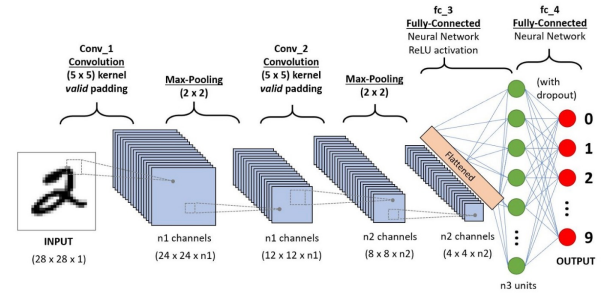 fc_3
Fully-Connected
Neural Network
ReLU activation
fc_4
Fully-Connected
Neural Network
Conv_1
Convolution
(5 x 5) kernel
valid padding
Max-Pooling
(2 x 2)
Conv_2
Convolution
(5 x 5) kernel
valid padding
Max-Pooling
(2 x 2)
(with
dropout)
Flattened
0
1
2
9
2
INPUT
(28 x 28 x 1)
n1 channels
(24 x 24 x n1)
n1 channels
(12 x 12 x n1)
n2 channels
(8 x 8 x n2)
n2 channels
(4 x 4 x n2)
n3 units
OUTPUT